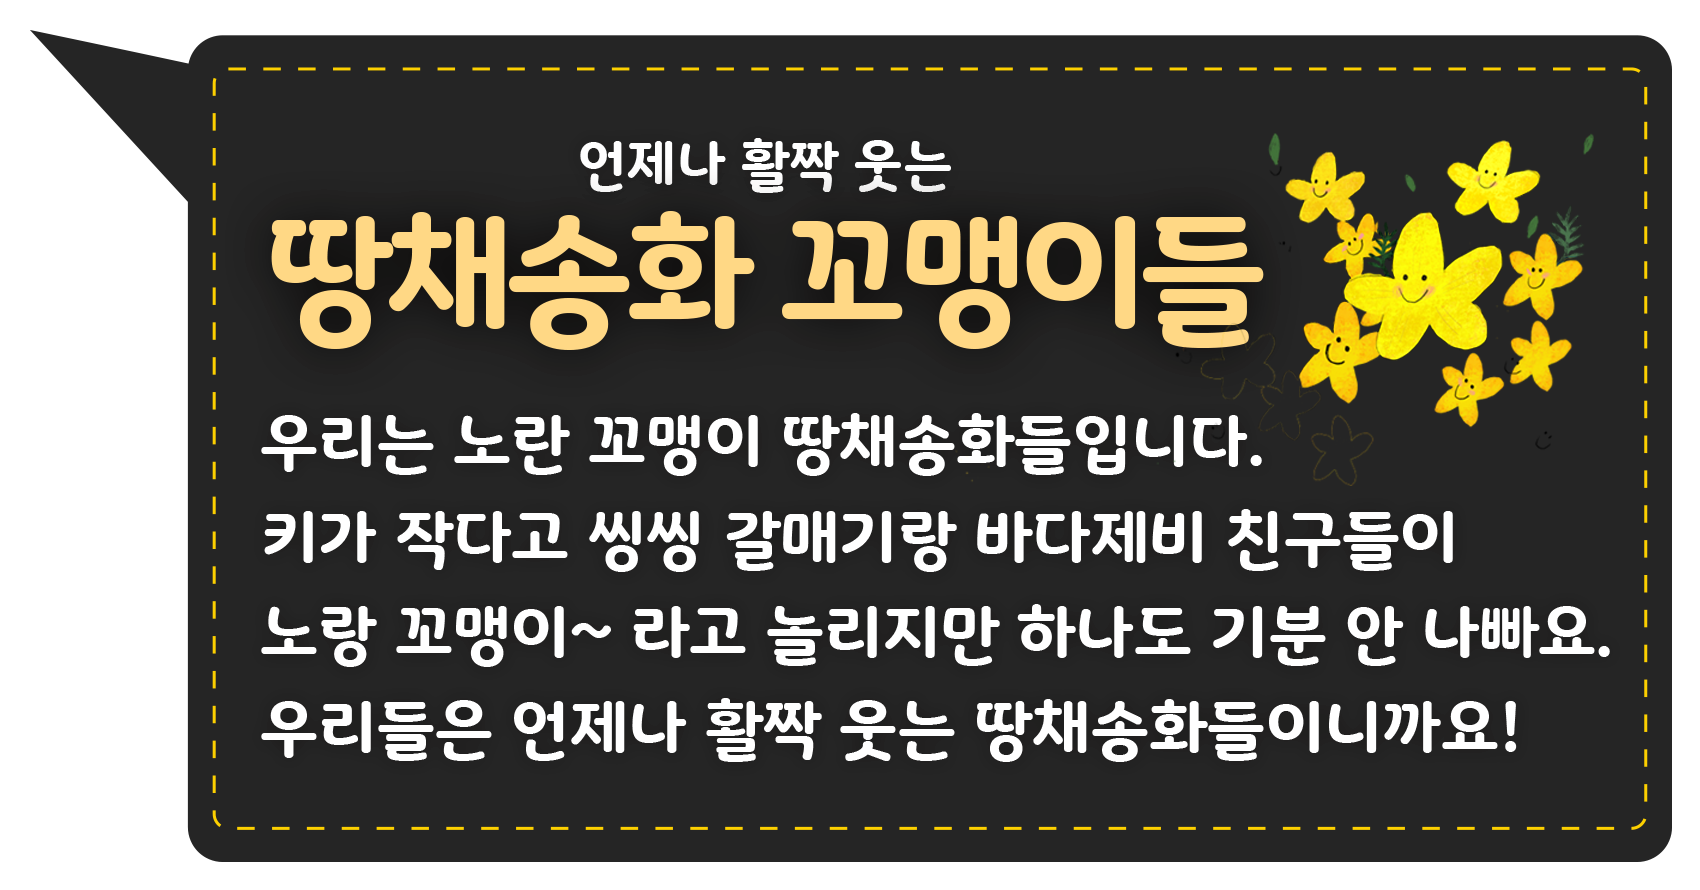 언제나 활짝 웃는
땅채송화 꼬맹이들
우리는 노란 꼬맹이 땅채송화들입니다.
키가 작다고 씽씽 갈매기랑 바다제비 친구들이
노랑 꼬맹이~ 라고 놀리지만 하나도 기분 안 나빠요.
우리들은 언제나 활짝 웃는 땅채송화들이니까요!